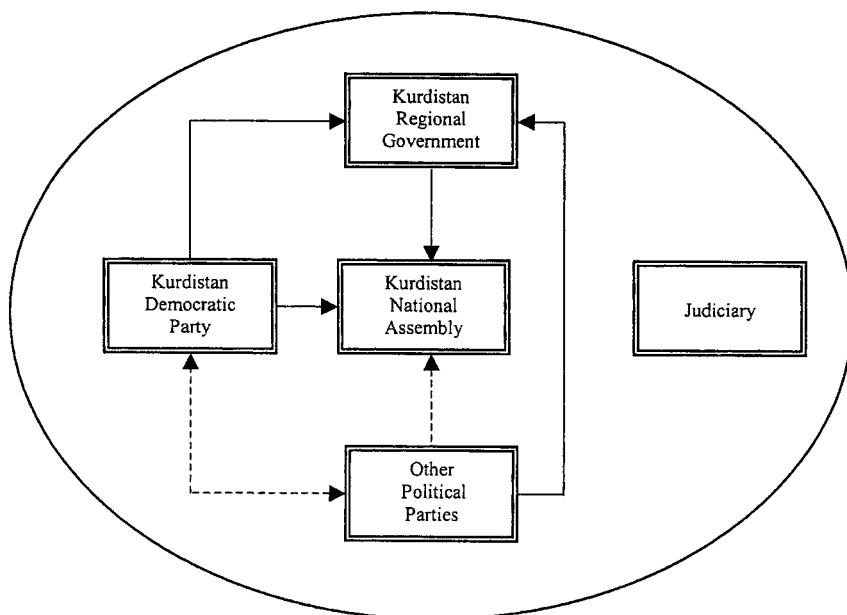 Kurdistan
Regional
Government
Kurdistan
Democratic
Party
Kurdistan
National
Assembly
Judiciary
Other
Political
Parties